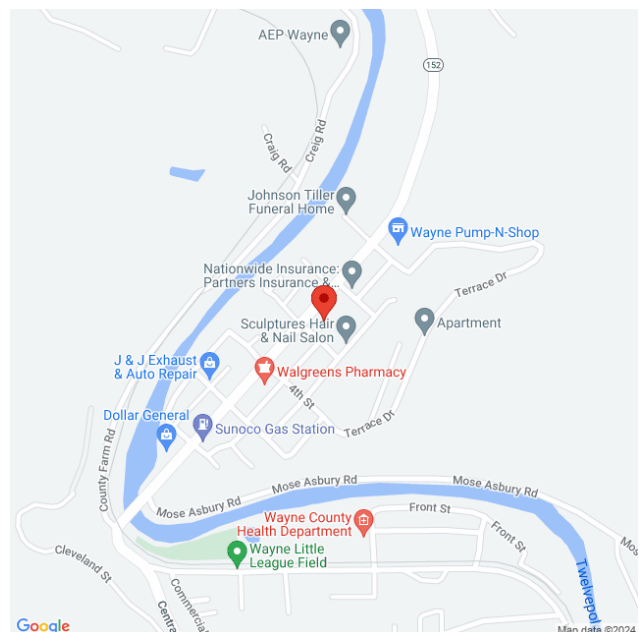 AEP Wayne
152
Creig Rd
Craig Rd
Johnson Tiller
Funeral Home
Wayne Pump-N-Shop
Nationwide Insurance:
Partners Insurance &...
Terrace Dr
Sculptures Hair
& Nail Salon
Apartment
J & J Exhaust
& Auto Repair
Walgreens Pharmacy
4th St
Dollar General
Sunoco Gas Station
Terrace Dr
County Farm Rd
Mose Asbury Rd
Mose Asbury Rd
Mose Asbury Rd
Front St
Wayne County
Health Department
Front St
Wayne Little
League Field
Cleveland St
Commercial
Centra
Mos
Twelvepol
Google
Map data ©2024